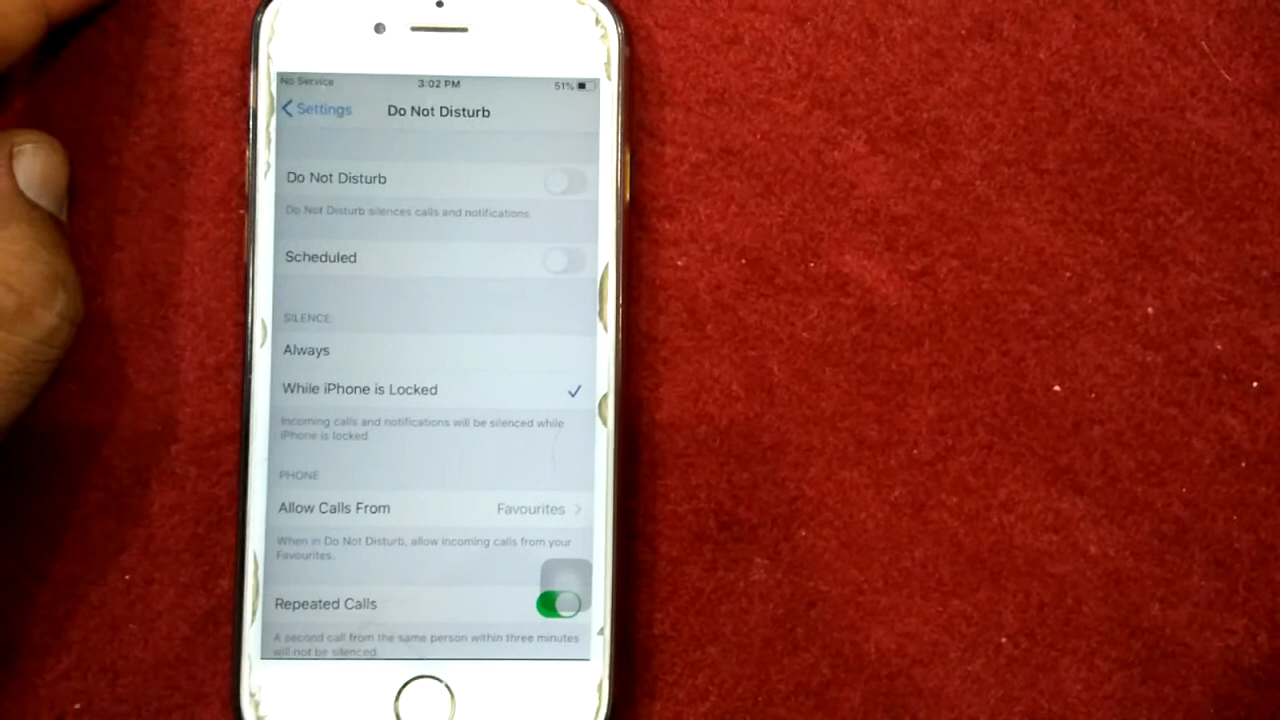 No Service 3:02 PM 51%
Settings Do Not Disturb
Do Not Disturb
Do Not Disturb silences calls and notifications.
Scheduled
SILENCE:
Always
While iPhone is Locked
Incoming calls and notifications will be silenced while
iPhone is locked.
PHONE
Allow Calls From Favourites
When in Do Not Disturb, allow incoming calls from your
Favourites.
Repeated Calls
A second call from the same person within three minutes
will not be silenced.